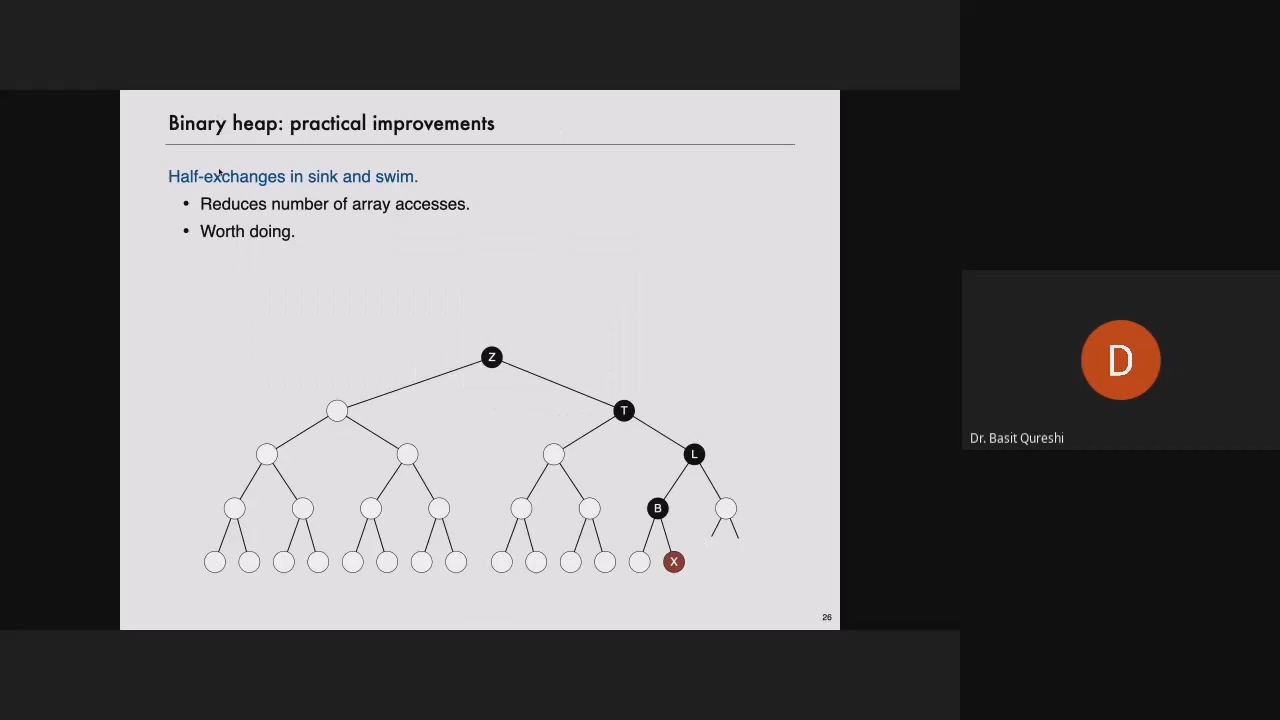 Binary heap: practical improvements
Half-exchanges in sink and swim.
• Reduces number of array accesses.
• Worth doing.
Z
T
L
B
X
26
D
Dr. Basit Qureshi